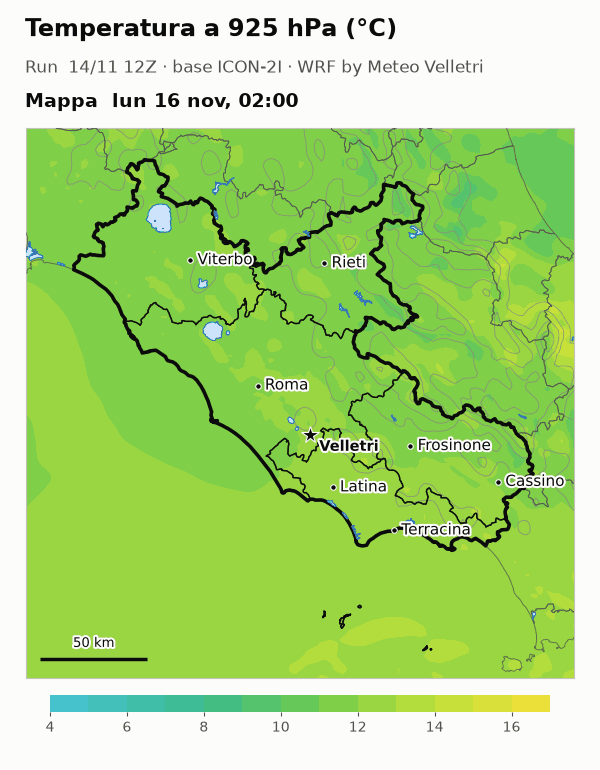 Temperatura a 925 hPa (°C)
Run  14/11 12Z · base ICON-2I · WRF by Meteo Velletri
Mappa  lun 16 nov, 02:00
Viterbo
Rieti
Roma
Velletri
Frosinone
Latina
Cassino
Terracina
50 km
4 6 8 10 12 14 16